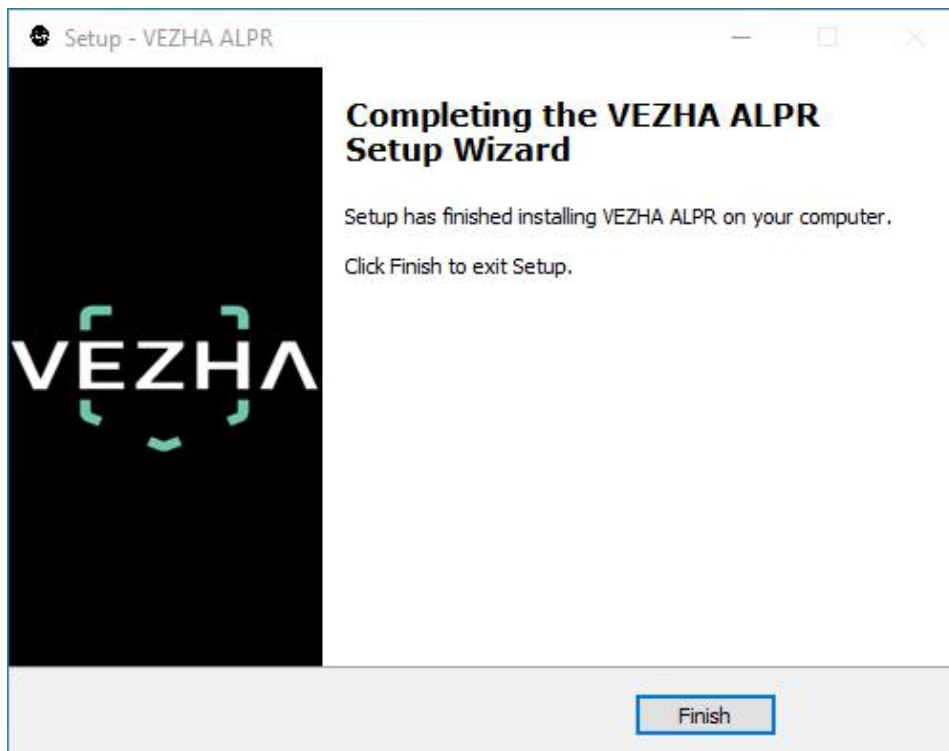 Setup - VEZHA ALPR
Completing the VEZHA ALPR
Setup Wizard
Setup has finished installing VEZHA ALPR on your computer.
Click Finish to exit Setup.
VEZHA
Finish